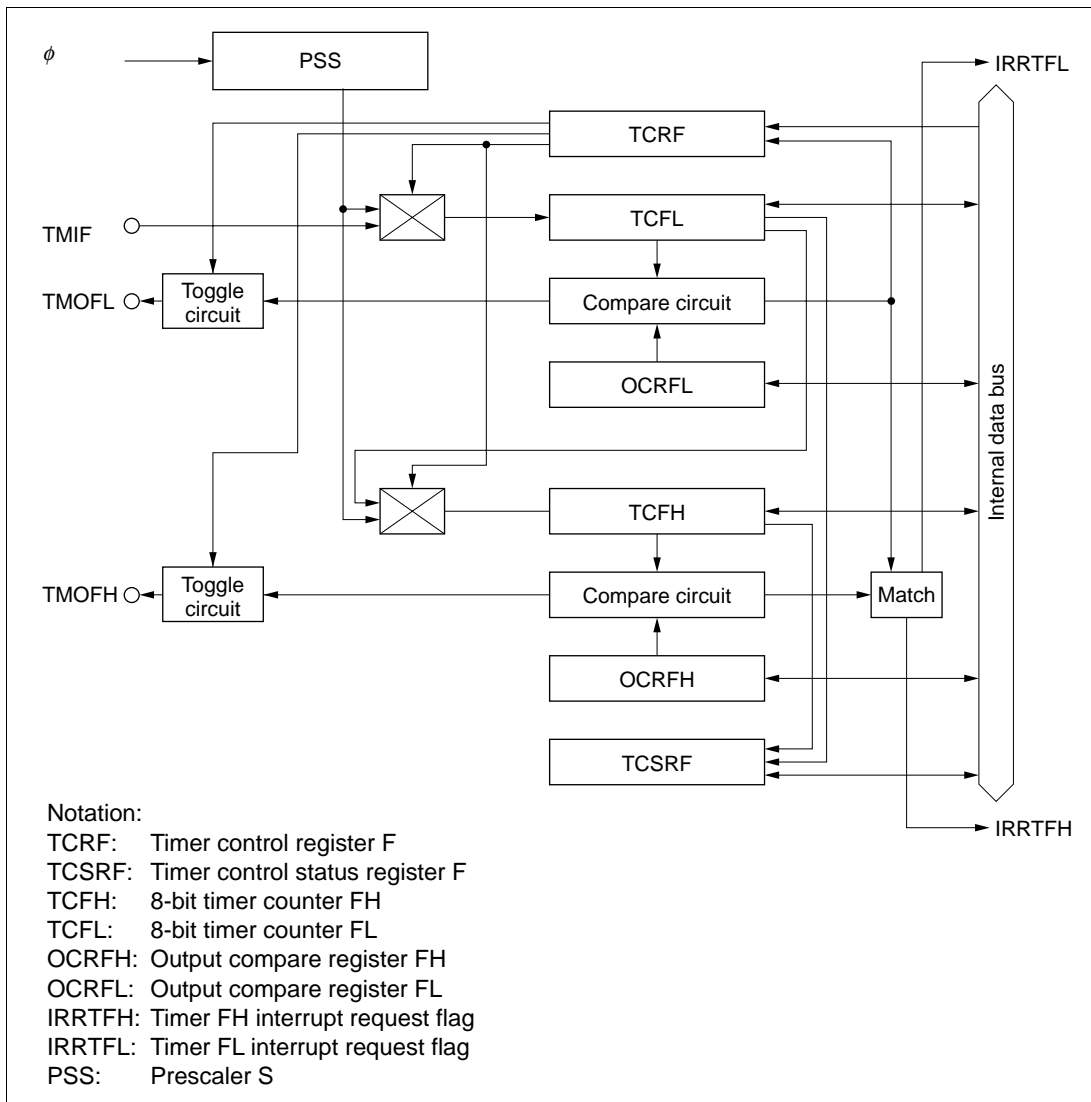 ϕ
PSS
IRRTFL
TCRF
TMIF
TCFL
TMOFL
Toggle
circuit
Compare circuit
OCRFL
Internal data bus
TCFH
TMOFH
Toggle
circuit
Compare circuit
Match
OCRFH
TCSRF
IRRTFH
Notation:
TCRF: Timer control register F
TCSRF: Timer control status register F
TCFH: 8-bit timer counter FH
TCFL: 8-bit timer counter FL
OCRFH: Output compare register FH
OCRFL: Output compare register FL
IRRTFH: Timer FH interrupt request flag
IRRTFL: Timer FL interrupt request flag
PSS: Prescaler S